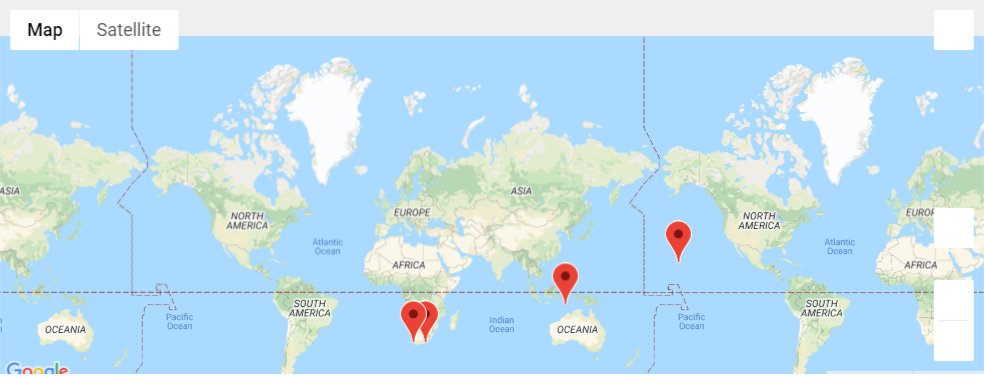 Map
Satellite
ASIA
NORTH
AMERICA
Atlantic
Ocean
EUROPE
ASIA
NORTH
AMERICA
Atlantic
Ocean
AFRICA
AFRICA
SOUTH
AMERICA
SOUTH
AMERICA
Pacific
Ocean
Indian
Ocean
Pacific
Ocean
OCEANIA
OCEANIA
Google